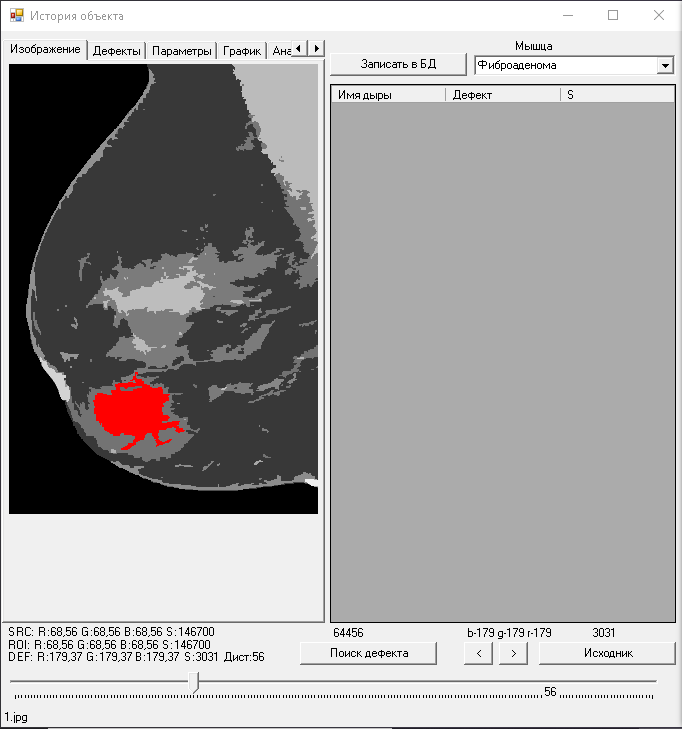 История объекта
Изображение Дефекты Параметры График Ана
Мышца
Записать в БД Фиброаденома
Имя дыры Дефект S
SRC: R:68,56 G:68,56 B:68,56 S:146700
64456 b-179 g-179 r-179 3031
ROI: R:68,56 G:68,56 B:68,56 S:146700
DEF: R:179,37 G:179,37 B:179,37 S:3031 Дист:56
Поиск дефекта < > Исходник
56
1.jpg